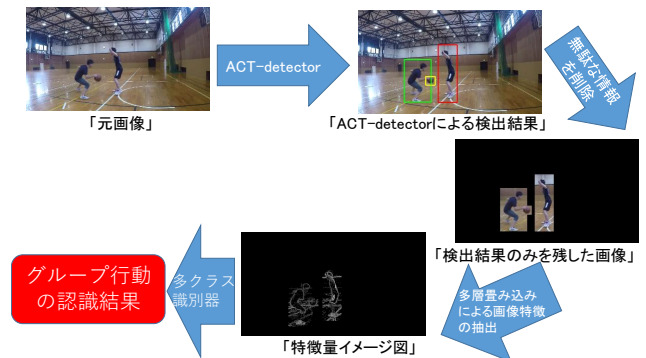 ACT-detector
「元画像」
「ACT-detectorによる検出結果」
無駄な情報
を削除
「検出結果のみを残した画像」
多層畳み込み
による画像特徴
の抽出
「特徴量イメージ図」
多クラス
識別器
グループ行動
の認識結果